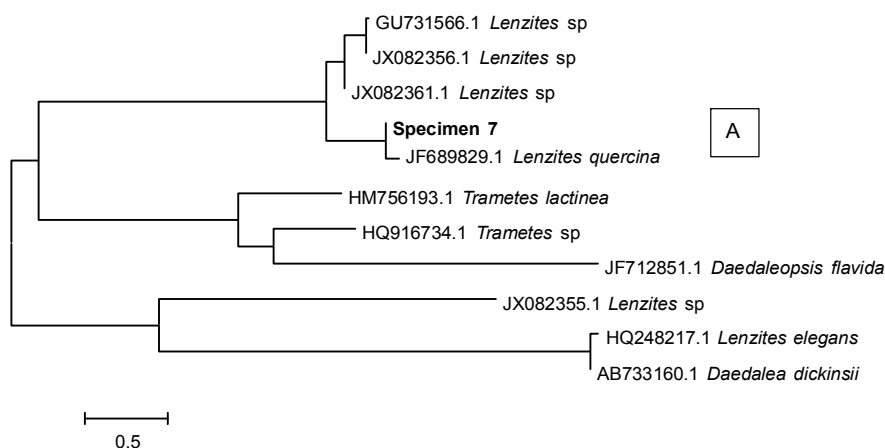 GU731566.1 Lenzites sp
JX082356.1 Lenzites sp
JX082361.1 Lenzites sp
Specimen 7
A
JF689829.1 Lenzites quercina
HM756193.1 Trametes lactinea
HQ916734.1 Trametes sp
JF712851.1 Daedaleopsis flavida
JX082355.1 Lenzites sp
HQ248217.1 Lenzites elegans
AB733160.1 Daedalea dickinsii
0.5